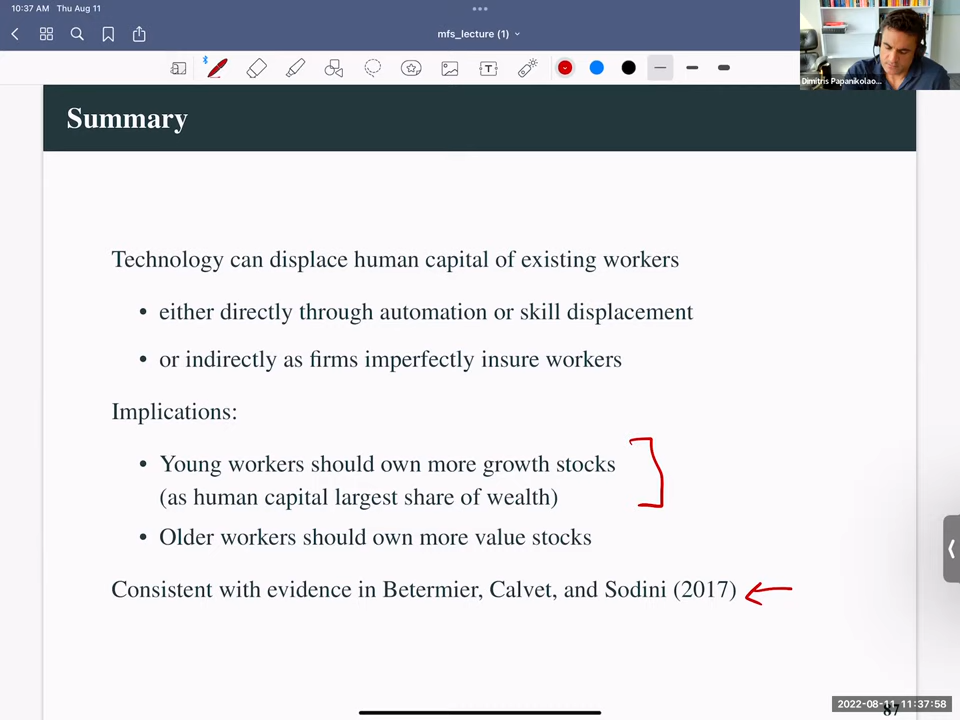 10:37 AM Thu Aug 11
mfs_lecture (1)
Dimitris Papanikolao...
Summary
Technology can displace human capital of existing workers
• either directly through automation or skill displacement
• or indirectly as firms imperfectly insure workers
Implications:
• Young workers should own more growth stocks
(as human capital largest share of wealth)
• Older workers should own more value stocks
Consistent with evidence in Betermier, Calvet, and Sodini (2017)
2022-08-11 11:37:58
87